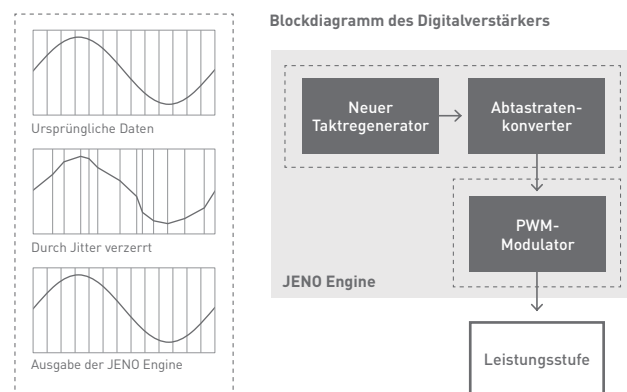 Ursprüngliche Daten
Durch Jitter verzerrt
Ausgabe der JENO Engine
Blockdiagramm des Digitalverstärkers
Neuer
Taktregenerator
Abtastraten-
konverter
PWM-
Modulator
JENO Engine
Leistungsstufe